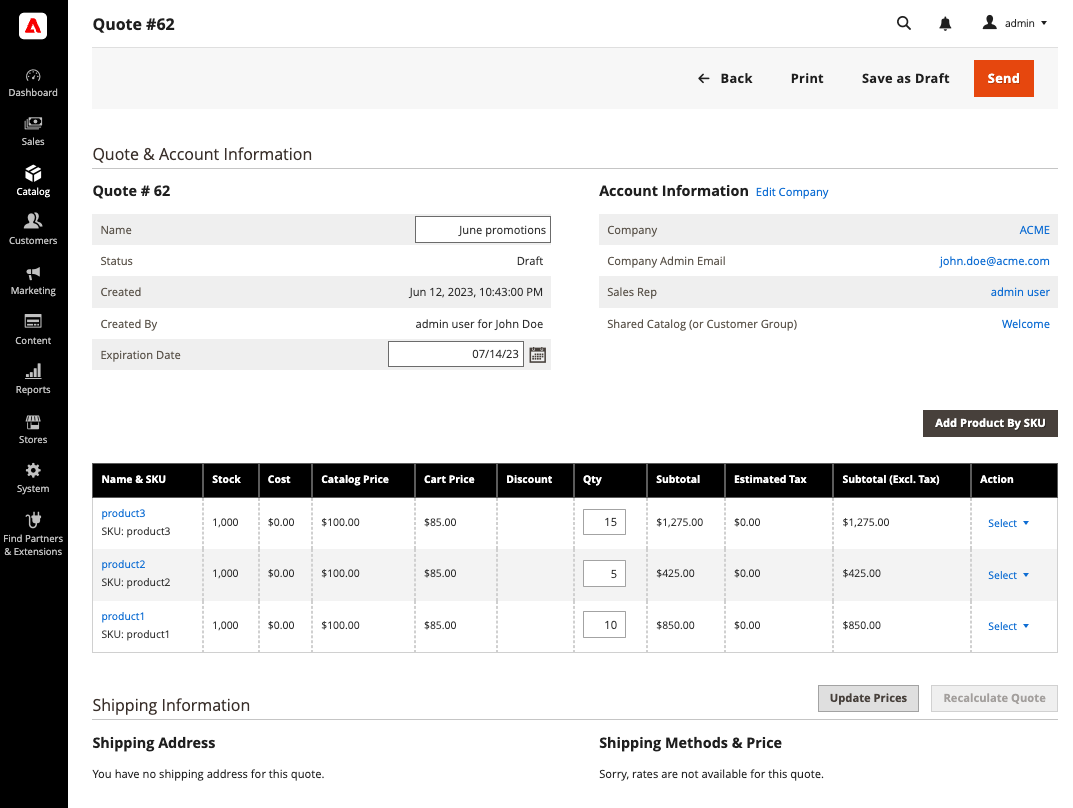 Quote #62
admin
Back
Print
Save as Draft
Send
Dashboard
Sales
Catalog
Customers
Marketing
Content
Reports
Stores
System
Find Partners
& Extensions
Quote & Account Information
Quote # 62
Name
June promotions
Status
Draft
Created
Jun 12, 2023, 10:43:00 PM
Created By
admin user for John Doe
Expiration Date
07/14/23
Account Information Edit Company
Company
ACME
Company Admin Email
john.doe@acme.com
Sales Rep
admin user
Shared Catalog (or Customer Group)
Welcome
Add Product By SKU
Name & SKU Stock Cost Catalog Price Cart Price Discount Qty Subtotal Estimated Tax Subtotal (Excl. Tax) Action
product3
SKU: product3
1,000 $0.00 $100.00 $85.00 15 $1,275.00 $0.00 $1,275.00 Select
product2
SKU: product2
1,000 $0.00 $100.00 $85.00 5 $425.00 $0.00 $425.00 Select
product1
SKU: product1
1,000 $0.00 $100.00 $85.00 10 $850.00 $0.00 $850.00 Select
Shipping Information
Update Prices
Recalculate Quote
Shipping Address
You have no shipping address for this quote.
Shipping Methods & Price
Sorry, rates are not available for this quote.